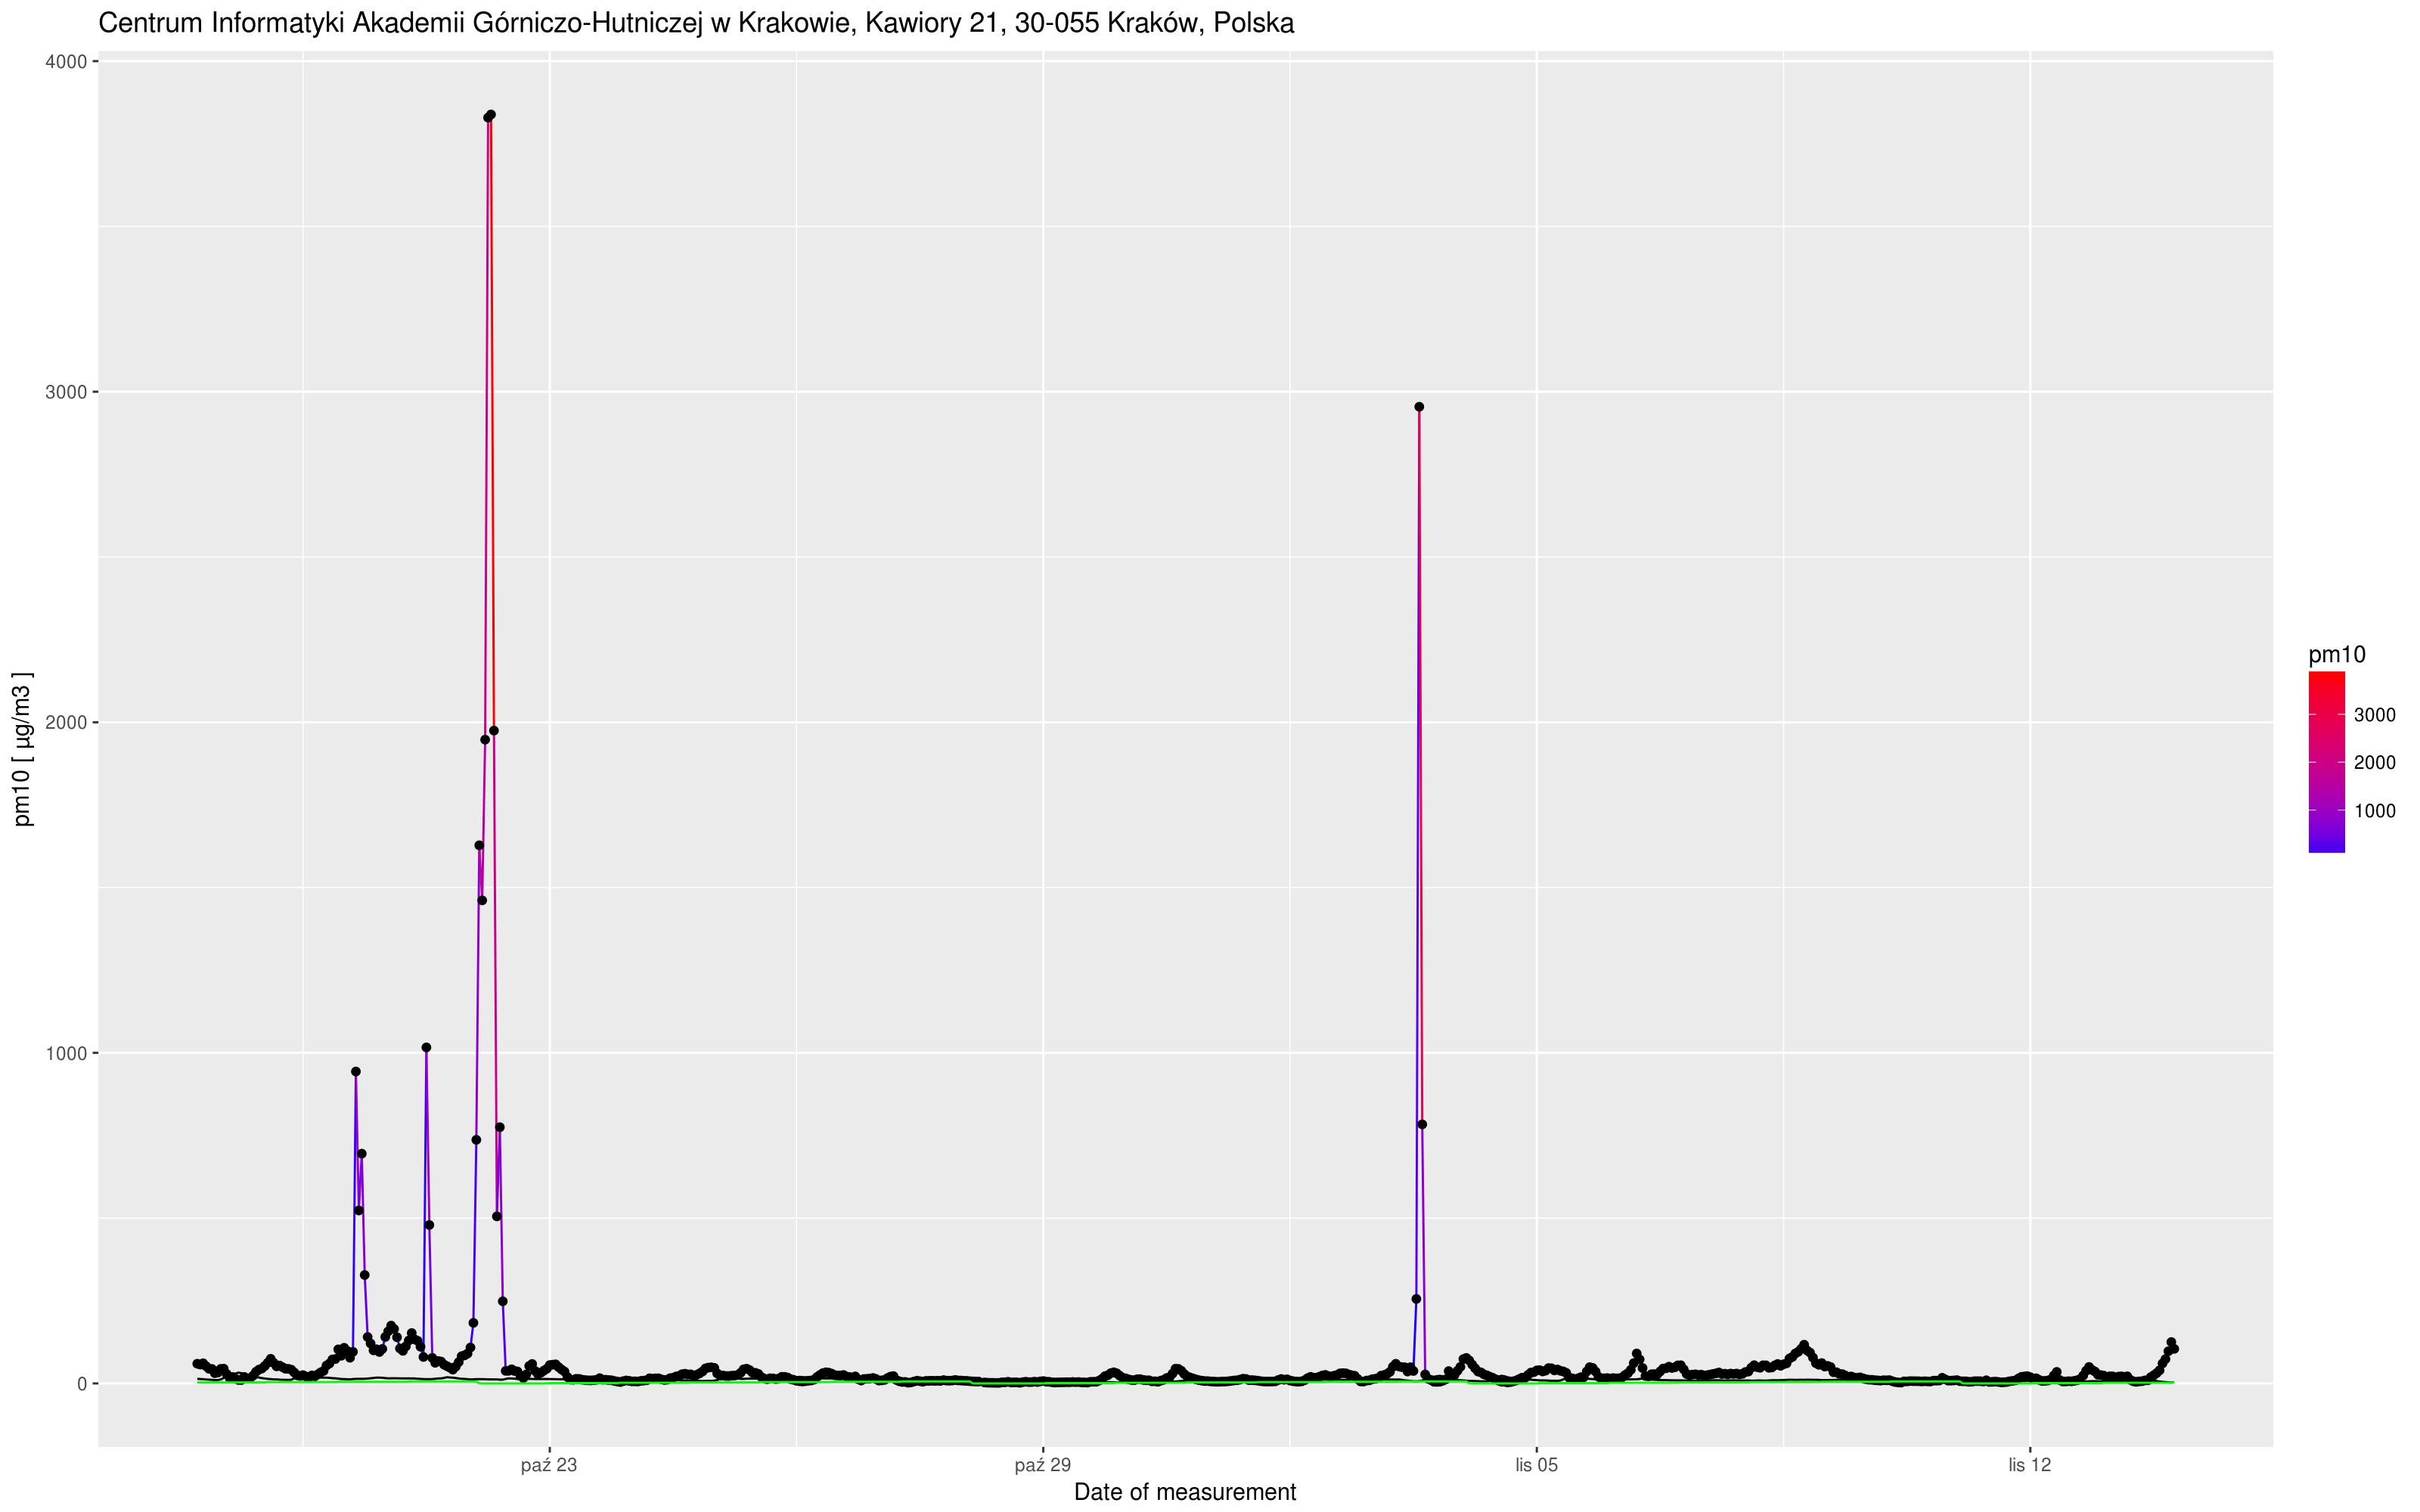 Centrum Informatyki Akademii Górniczo-Hutniczej w Krakowie, Kawiory 21, 30-055 Kraków, Polska
4000
3000
2000
1000
0
pm10 [ µg/m3 ]
paź 23
paź 29
lis 05
lis 12
Date of measurement
pm10
3000
2000
1000